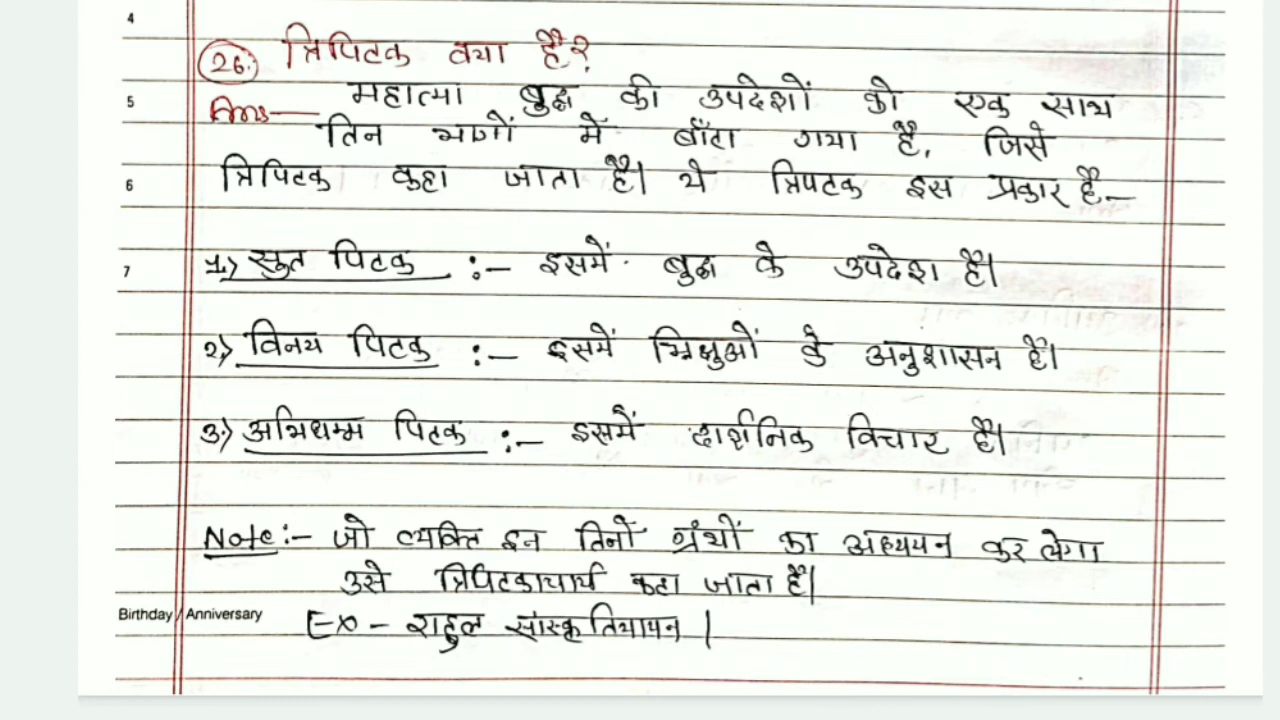 4
26. त्रिपिटक क्या है?
5
Ans— महात्मा बुद्ध की उपदेशों को एक साथ
तिन भागों में बाँटा गया है, जिसे
6
त्रिपिटक कहा जाता है। ये त्रिपटक इस प्रकार है—
7
1.) सुत पिटक :- इसमें बुद्ध के उपदेश है।
२.) विनय पिटक :- इसमें भिक्षुओं के अनुशासन है।
3.) अभिधम्म पिटक :- इसमें दार्शनिक विचार है।
Note :- जो व्यक्ति इन तिनों ग्रंथों का अध्ययन कर लेगा
उसे त्रिपिटकाचार्य कहा जाता है।
Birthday / Anniversary
Ex - राहुल सांस्कृतियायन |